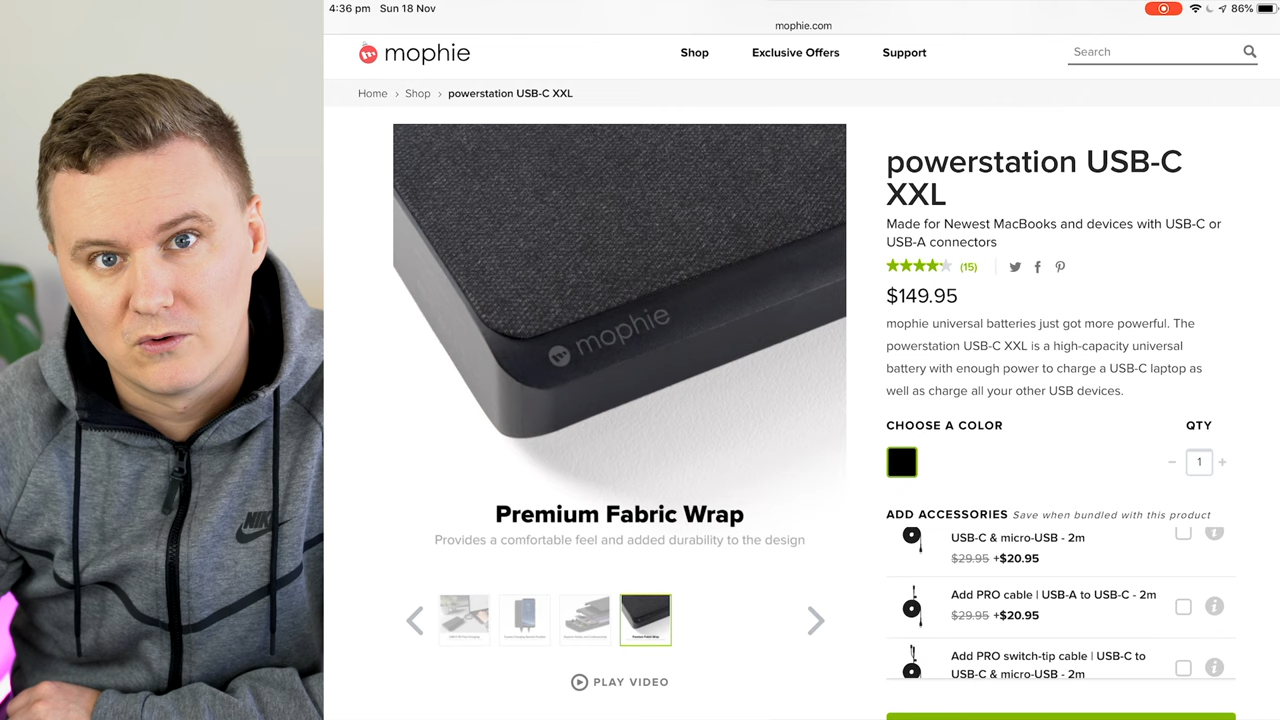 4:36 pm Sun 18 Nov
86%
mophie.com
mophie
Shop Exclusive Offers Support
Search
Home › Shop › powerstation USB-C XXL
powerstation USB-C
XXL
Made for Newest MacBooks and devices with USB-C or
USB-A connectors
(15)
$149.95
mophie universal batteries just got more powerful. The
powerstation USB-C XXL is a high-capacity universal
battery with enough power to charge a USB-C laptop as
well as charge all your other USB devices.
CHOOSE A COLOR QTY
− 1 +
ADD ACCESSORIES Save when bundled with this product
USB-C & micro-USB - 2m
$29.95 +$20.95
Add PRO cable | USB-A to USB-C - 2m
$29.95 +$20.95
Add PRO switch-tip cable | USB-C to
USB-C & micro-USB - 2m
mophie
Premium Fabric Wrap
Provides a comfortable feel and added durability to the design
Premium Fabric Wrap
PLAY VIDEO
NIKE